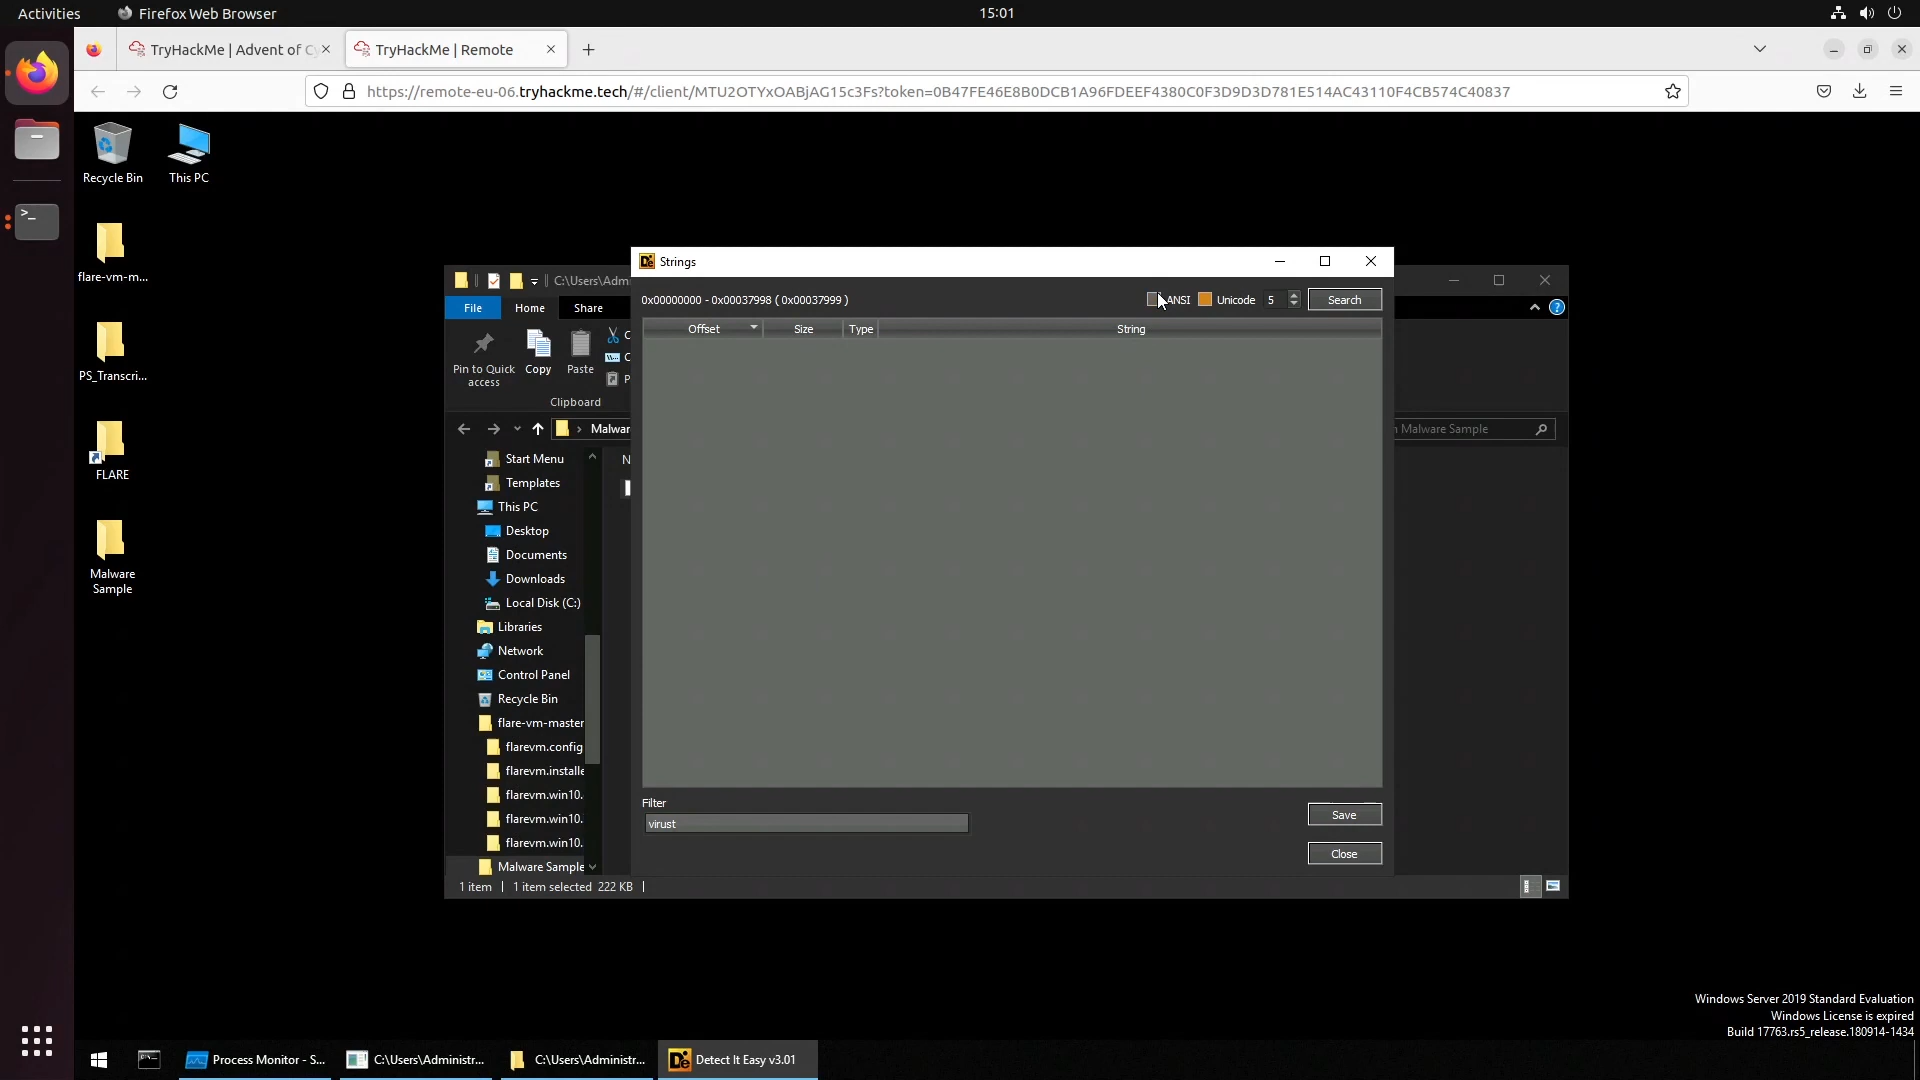 Activities
Firefox Web Browser
15:01
TryHackMe | Advent of Cy
TryHackMe | Remote
https://remote-eu-06.tryhackme.tech/#/client/MTU2OTYxOABjAG15c3Fs?token=0B47FE46E8B0DCB1A96FDEEF4380C0F3D9D3D781E514AC43110F4CB574C40837
Recycle Bin
This PC
flare-vm-m...
PS_Transcri...
FLARE
Malware
Sample
C:\Users\Admi
File
Home
Share
Pin to Quick
access
Copy
Paste
C
C
P
Clipboard
Malwar
n Malware Sample
Start Menu
Templates
This PC
Desktop
Documents
Downloads
Local Disk (C:)
Libraries
Network
Control Panel
Recycle Bin
flare-vm-master
flarevm.config
flarevm.installe
flarevm.win10.
flarevm.win10.
flarevm.win10.
Malware Sample
N
1 item
1 item selected 222 KB
Strings
0x00000000 - 0x00037998 ( 0x00037999 )
ANSI
Unicode
5
Search
Offset
Size
Type
String
Filter
virust
Save
Close
Windows Server 2019 Standard Evaluation
Windows License is expired
Build 17763.rs5_release.180914-1434
Process Monitor - S...
C:\Users\Administr...
C:\Users\Administr...
Detect It Easy v3.01